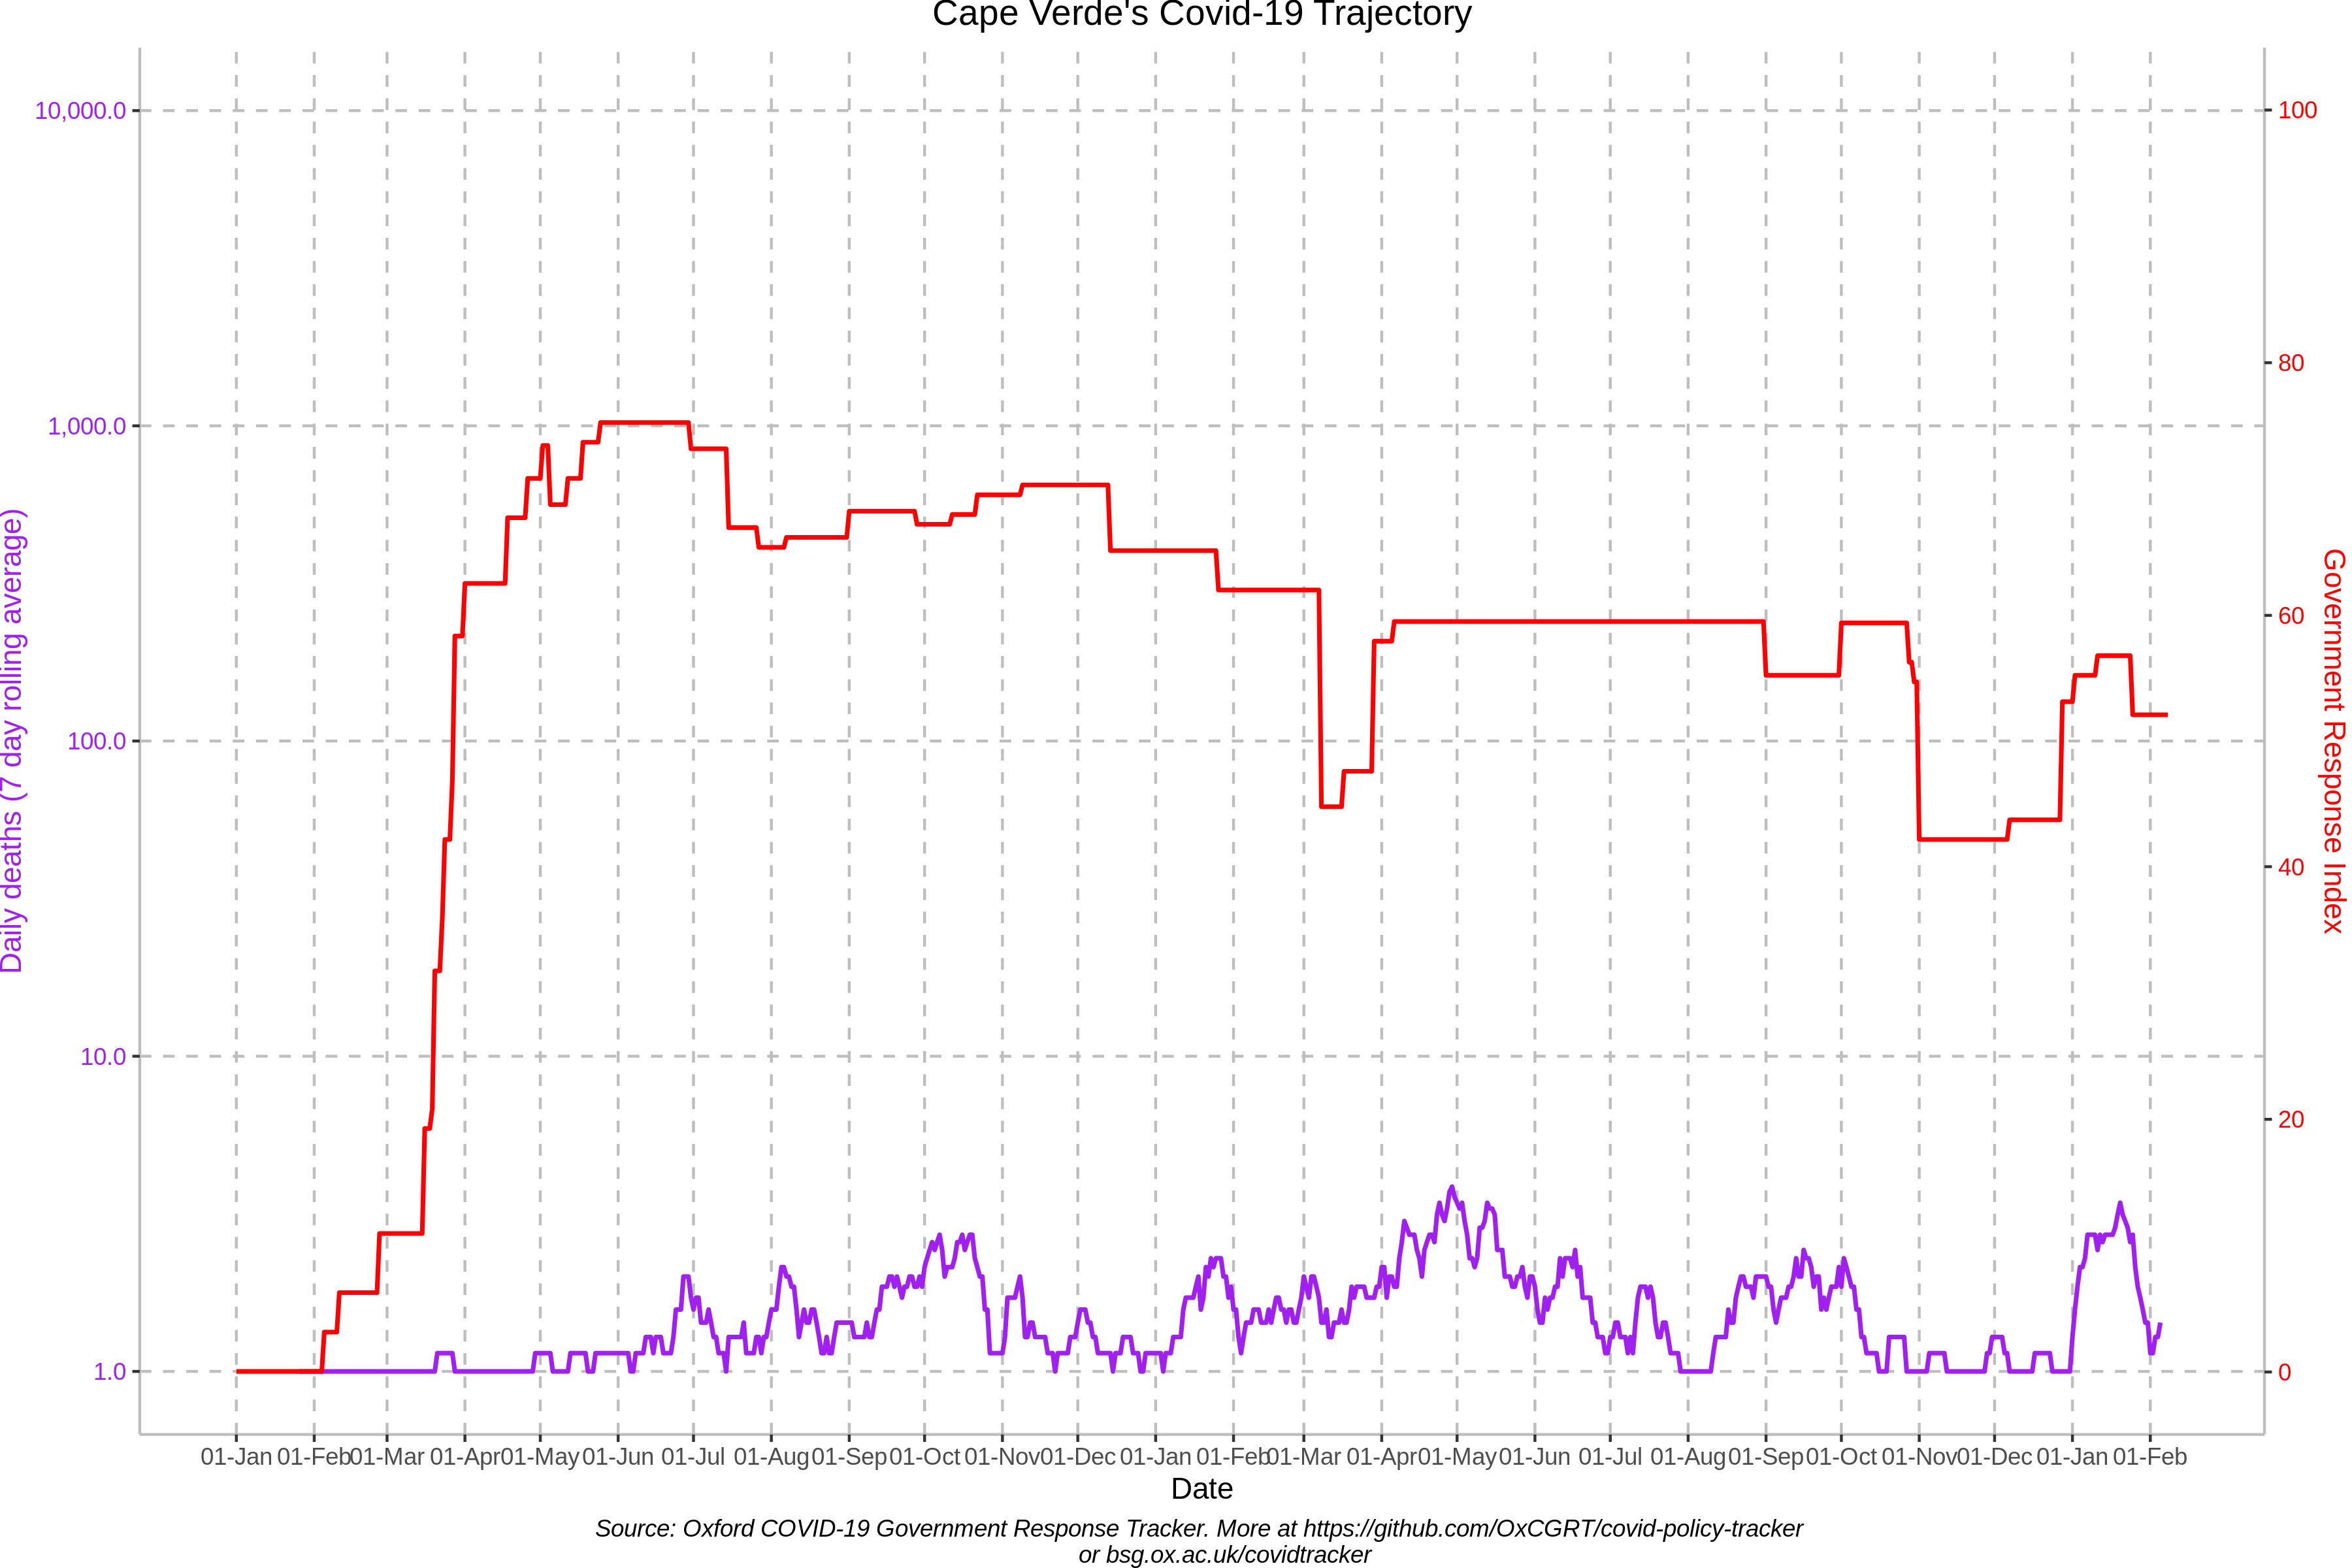 Cape Verde's Covid-19 Trajectory
10,000.0
1,000.0
100.0
10.0
1.0
Daily deaths (7 day rolling average)
100
80
60
40
20
0
Government Response Index
01-Jan 01-Feb 01-Mar 01-Apr 01-May 01-Jun 01-Jul 01-Aug 01-Sep 01-Oct 01-Nov 01-Dec 01-Jan 01-Feb 01-Mar 01-Apr 01-May 01-Jun 01-Jul 01-Aug 01-Sep 01-Oct 01-Nov 01-Dec 01-Jan 01-Feb
Date
Source: Oxford COVID-19 Government Response Tracker. More at https://github.com/OxCGRT/covid-policy-tracker
or bsg.ox.ac.uk/covidtracker